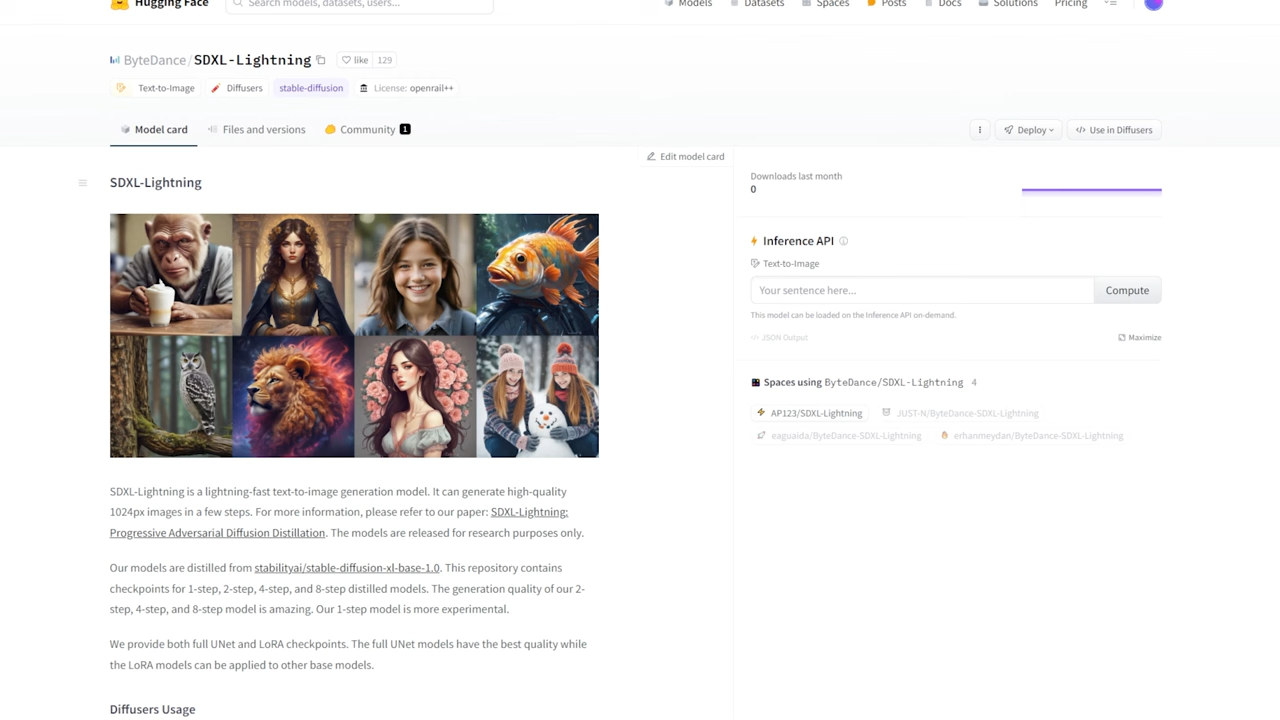 Hugging Face
Search models, datasets, users...
Models
Datasets
Spaces
Posts
Docs
Solutions
Pricing
ByteDance/SDXL-Lightning
like 129
Text-to-Image
Diffusers
stable-diffusion
License: openrail++
Model card
Files and versions
Community 1
Deploy
Use in Diffusers
Edit model card
SDXL-Lightning
SDXL-Lightning is a lightning-fast text-to-image generation model. It can generate high-quality
1024px images in a few steps. For more information, please refer to our paper: SDXL-Lightning:
Progressive Adversarial Diffusion Distillation. The models are released for research purposes only.
Our models are distilled from stabilityai/stable-diffusion-xl-base-1.0. This repository contains
checkpoints for 1-step, 2-step, 4-step, and 8-step distilled models. The generation quality of our 2-
step, 4-step, and 8-step model is amazing. Our 1-step model is more experimental.
We provide both full UNet and LoRA checkpoints. The full UNet models have the best quality while
the LoRA models can be applied to other base models.
Diffusers Usage
Downloads last month
0
Inference API
Text-to-Image
Your sentence here...
Compute
This model can be loaded on the Inference API on-demand.
JSON Output
Maximize
Spaces using ByteDance/SDXL-Lightning 4
AP123/SDXL-Lightning
JUST-N/ByteDance-SDXL-Lightning
eaguaida/ByteDance-SDXL-Lightning
erhanmeydan/ByteDance-SDXL-Lightning